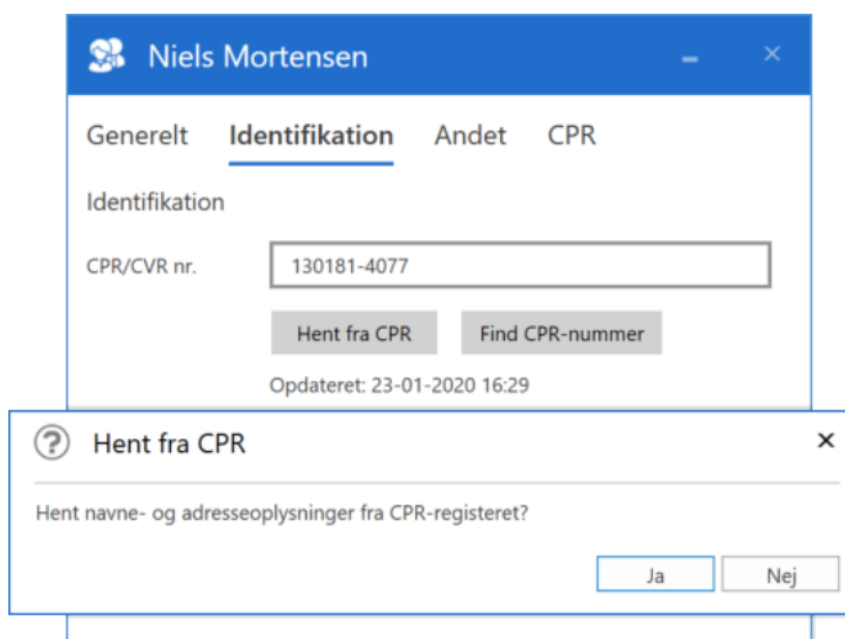 Niels Mortensen
Generelt Identifikation Andet CPR
Identifikation
CPR/CVR nr. 130181-4077
Hent fra CPR Find CPR-nummer
Opdateret: 23-01-2020 16:29
Hent fra CPR
Hent navne- og adresseoplysninger fra CPR-registeret?
Ja Nej